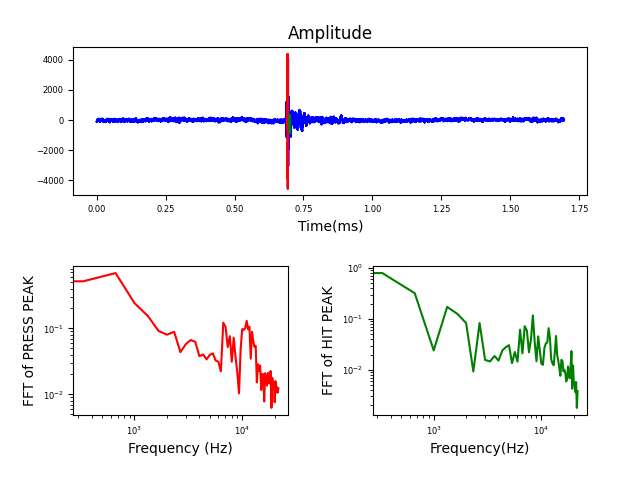 Amplitude
4000
2000
0
−2000
−4000
0.00 0.25 0.50 0.75 1.00 1.25 1.50 1.75
Time(ms)
FFT of PRESS PEAK
10⁻¹
10⁻²
10³ 10⁴
Frequency (Hz)
FFT of HIT PEAK
10⁰
10⁻¹
10⁻²
10³ 10⁴
Frequency(Hz)